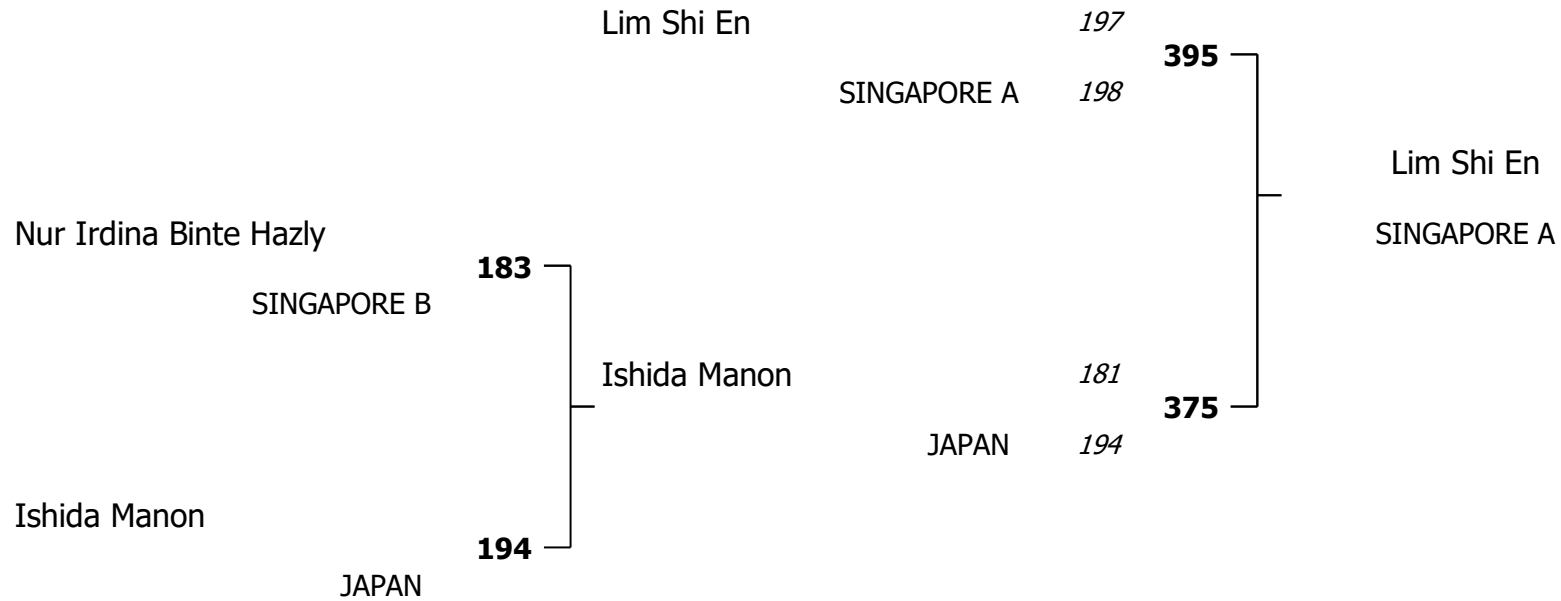 Lim Shi En 197
395
SINGAPORE A 198
Lim Shi En
Nur Irdina Binte Hazly
SINGAPORE A
183
SINGAPORE B
Ishida Manon 181
375
JAPAN 194
Ishida Manon
194
JAPAN